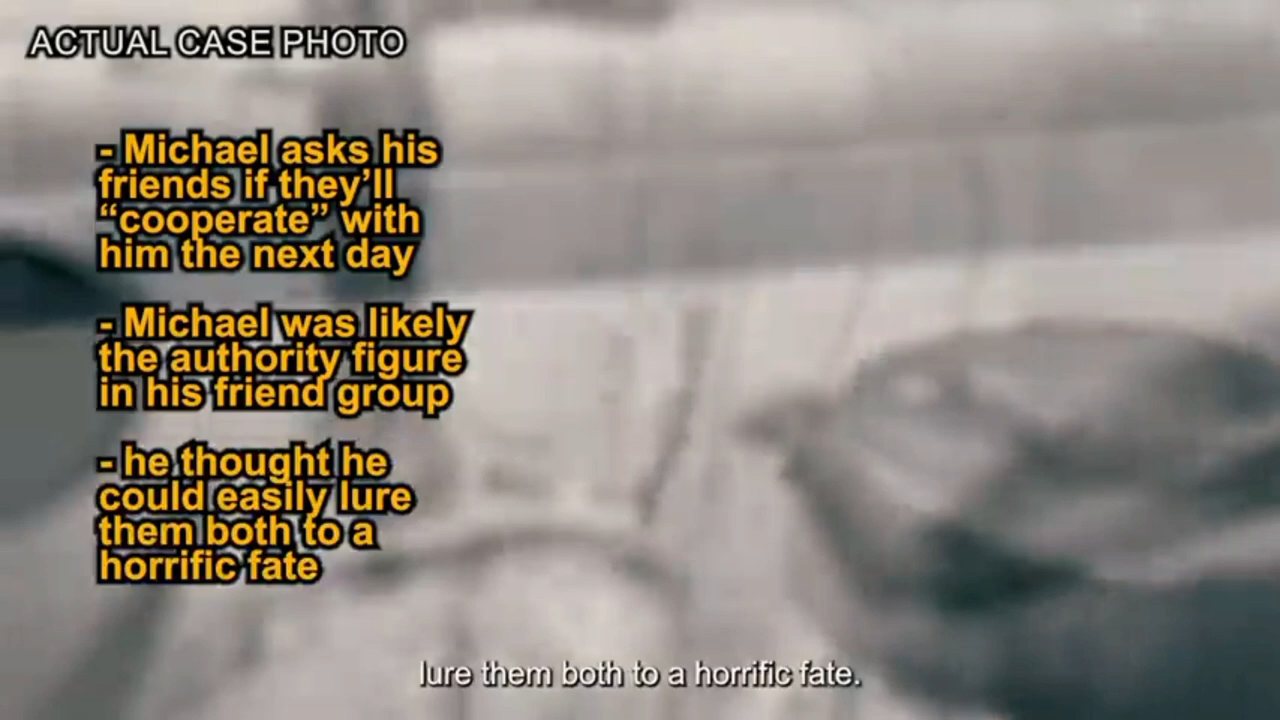 ACTUAL CASE PHOTO
- Michael asks his
friends if they’ll
“cooperate” with
him the next day
- Michael was likely
the authority figure
in his friend group
- he thought he
could easily lure
them both to a
horrific fate
lure them both to a horrific fate.